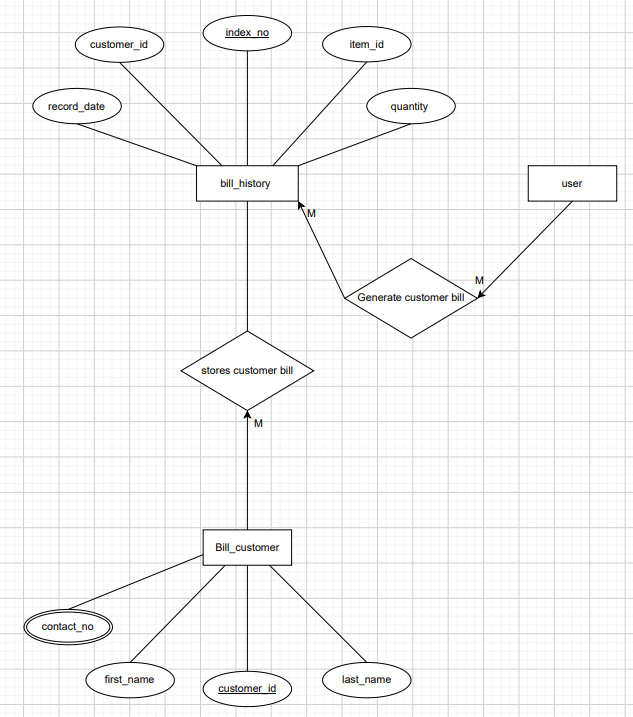 index_no
customer_id
item_id
record_date
quantity
bill_history
user
M
M
Generate customer bill
stores customer bill
M
Bill_customer
contact_no
first_name
customer_id
last_name